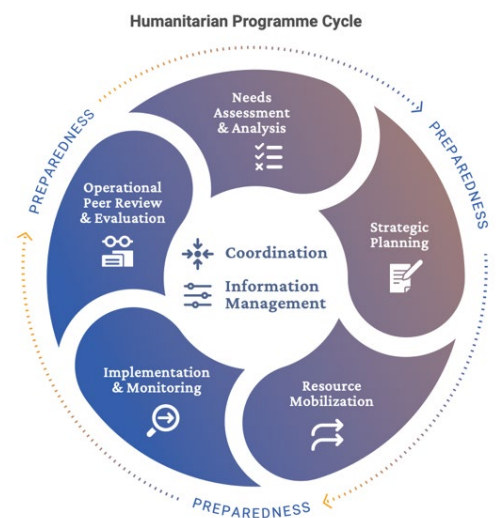 Humanitarian Programme Cycle
Needs
Assessment
& Analysis
PREPAREDNESS
Strategic
Planning
Resource
Mobilization
PREPAREDNESS
Implementation
& Monitoring
Operational
Peer Review
& Evaluation
PREPAREDNESS
Coordination
Information
Management